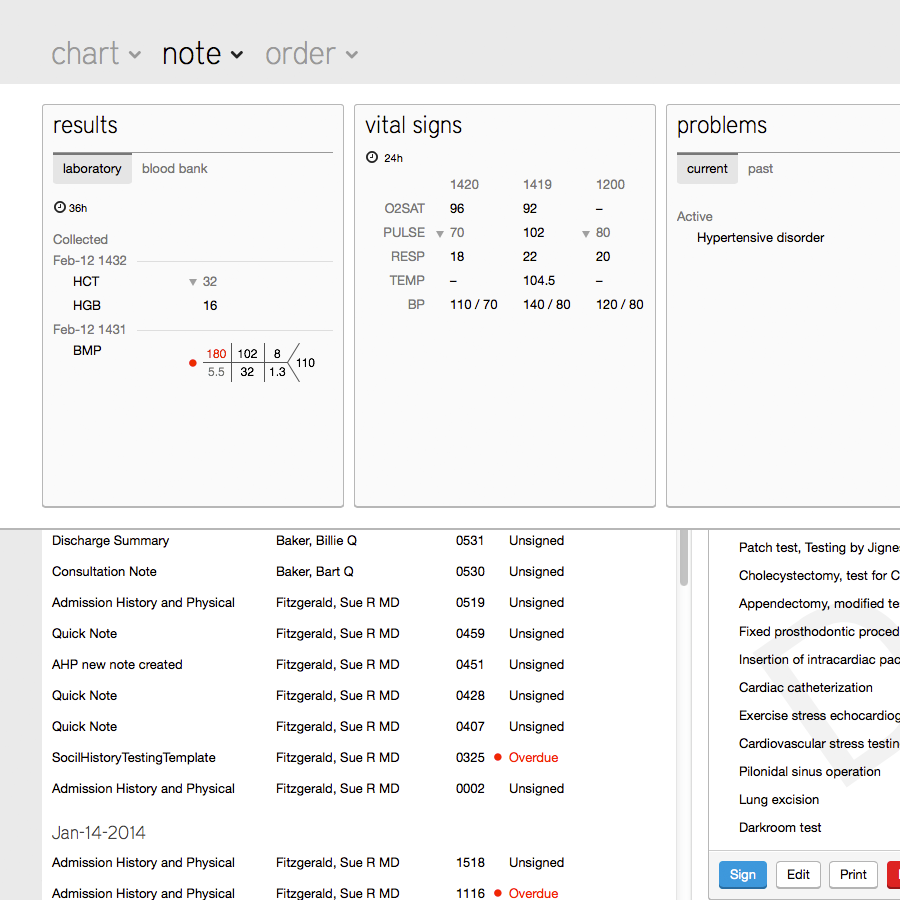 chart note order
results
laboratory blood bank
36h
Collected
Feb-12 1432
HCT 32
HGB 16
Feb-12 1431
BMP
180 102 8
110
5.5 32 1.3
vital signs
24h
1420 1419 1200
O2SAT 96 92 –
PULSE 70 102 80
RESP 18 22 20
TEMP – 104.5 –
BP 110 / 70 140 / 80 120 / 80
problems
current past
Active
Hypertensive disorder
Discharge Summary Baker, Billie Q 0531 Unsigned
Consultation Note Baker, Bart Q 0530 Unsigned
Admission History and Physical Fitzgerald, Sue R MD 0519 Unsigned
Quick Note Fitzgerald, Sue R MD 0459 Unsigned
AHP new note created Fitzgerald, Sue R MD 0451 Unsigned
Quick Note Fitzgerald, Sue R MD 0428 Unsigned
Quick Note Fitzgerald, Sue R MD 0407 Unsigned
SocilHistoryTestingTemplate Fitzgerald, Sue R MD 0325 Overdue
Admission History and Physical Fitzgerald, Sue R MD 0002 Unsigned
Jan-14-2014
Admission History and Physical Fitzgerald, Sue R MD 1518 Unsigned
Admission History and Physical Fitzgerald, Sue R MD 1116 Overdue
Patch test, Testing by Jignes
Cholecystectomy, test for C
Appendectomy, modified te
Fixed prosthodontic proced
Insertion of intracardiac pac
Cardiac catheterization
Exercise stress echocardiog
Cardiovascular stress testin
Pilonidal sinus operation
Lung excision
Darkroom test
Sign Edit Print